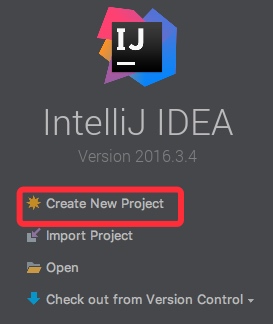 IJ
IntelliJ IDEA
Version 2016.3.4
Create New Project
Import Project
Open
Check out from Version Control